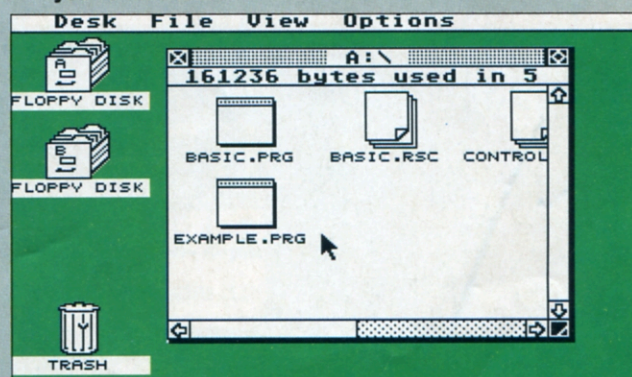 Desk File View Options
A:\
161236 bytes used in 5
A
FLOPPY DISK
BASIC.PRG BASIC.RSC CONTROL
B
FLOPPY DISK
EXAMPLE.PRG
TRASH